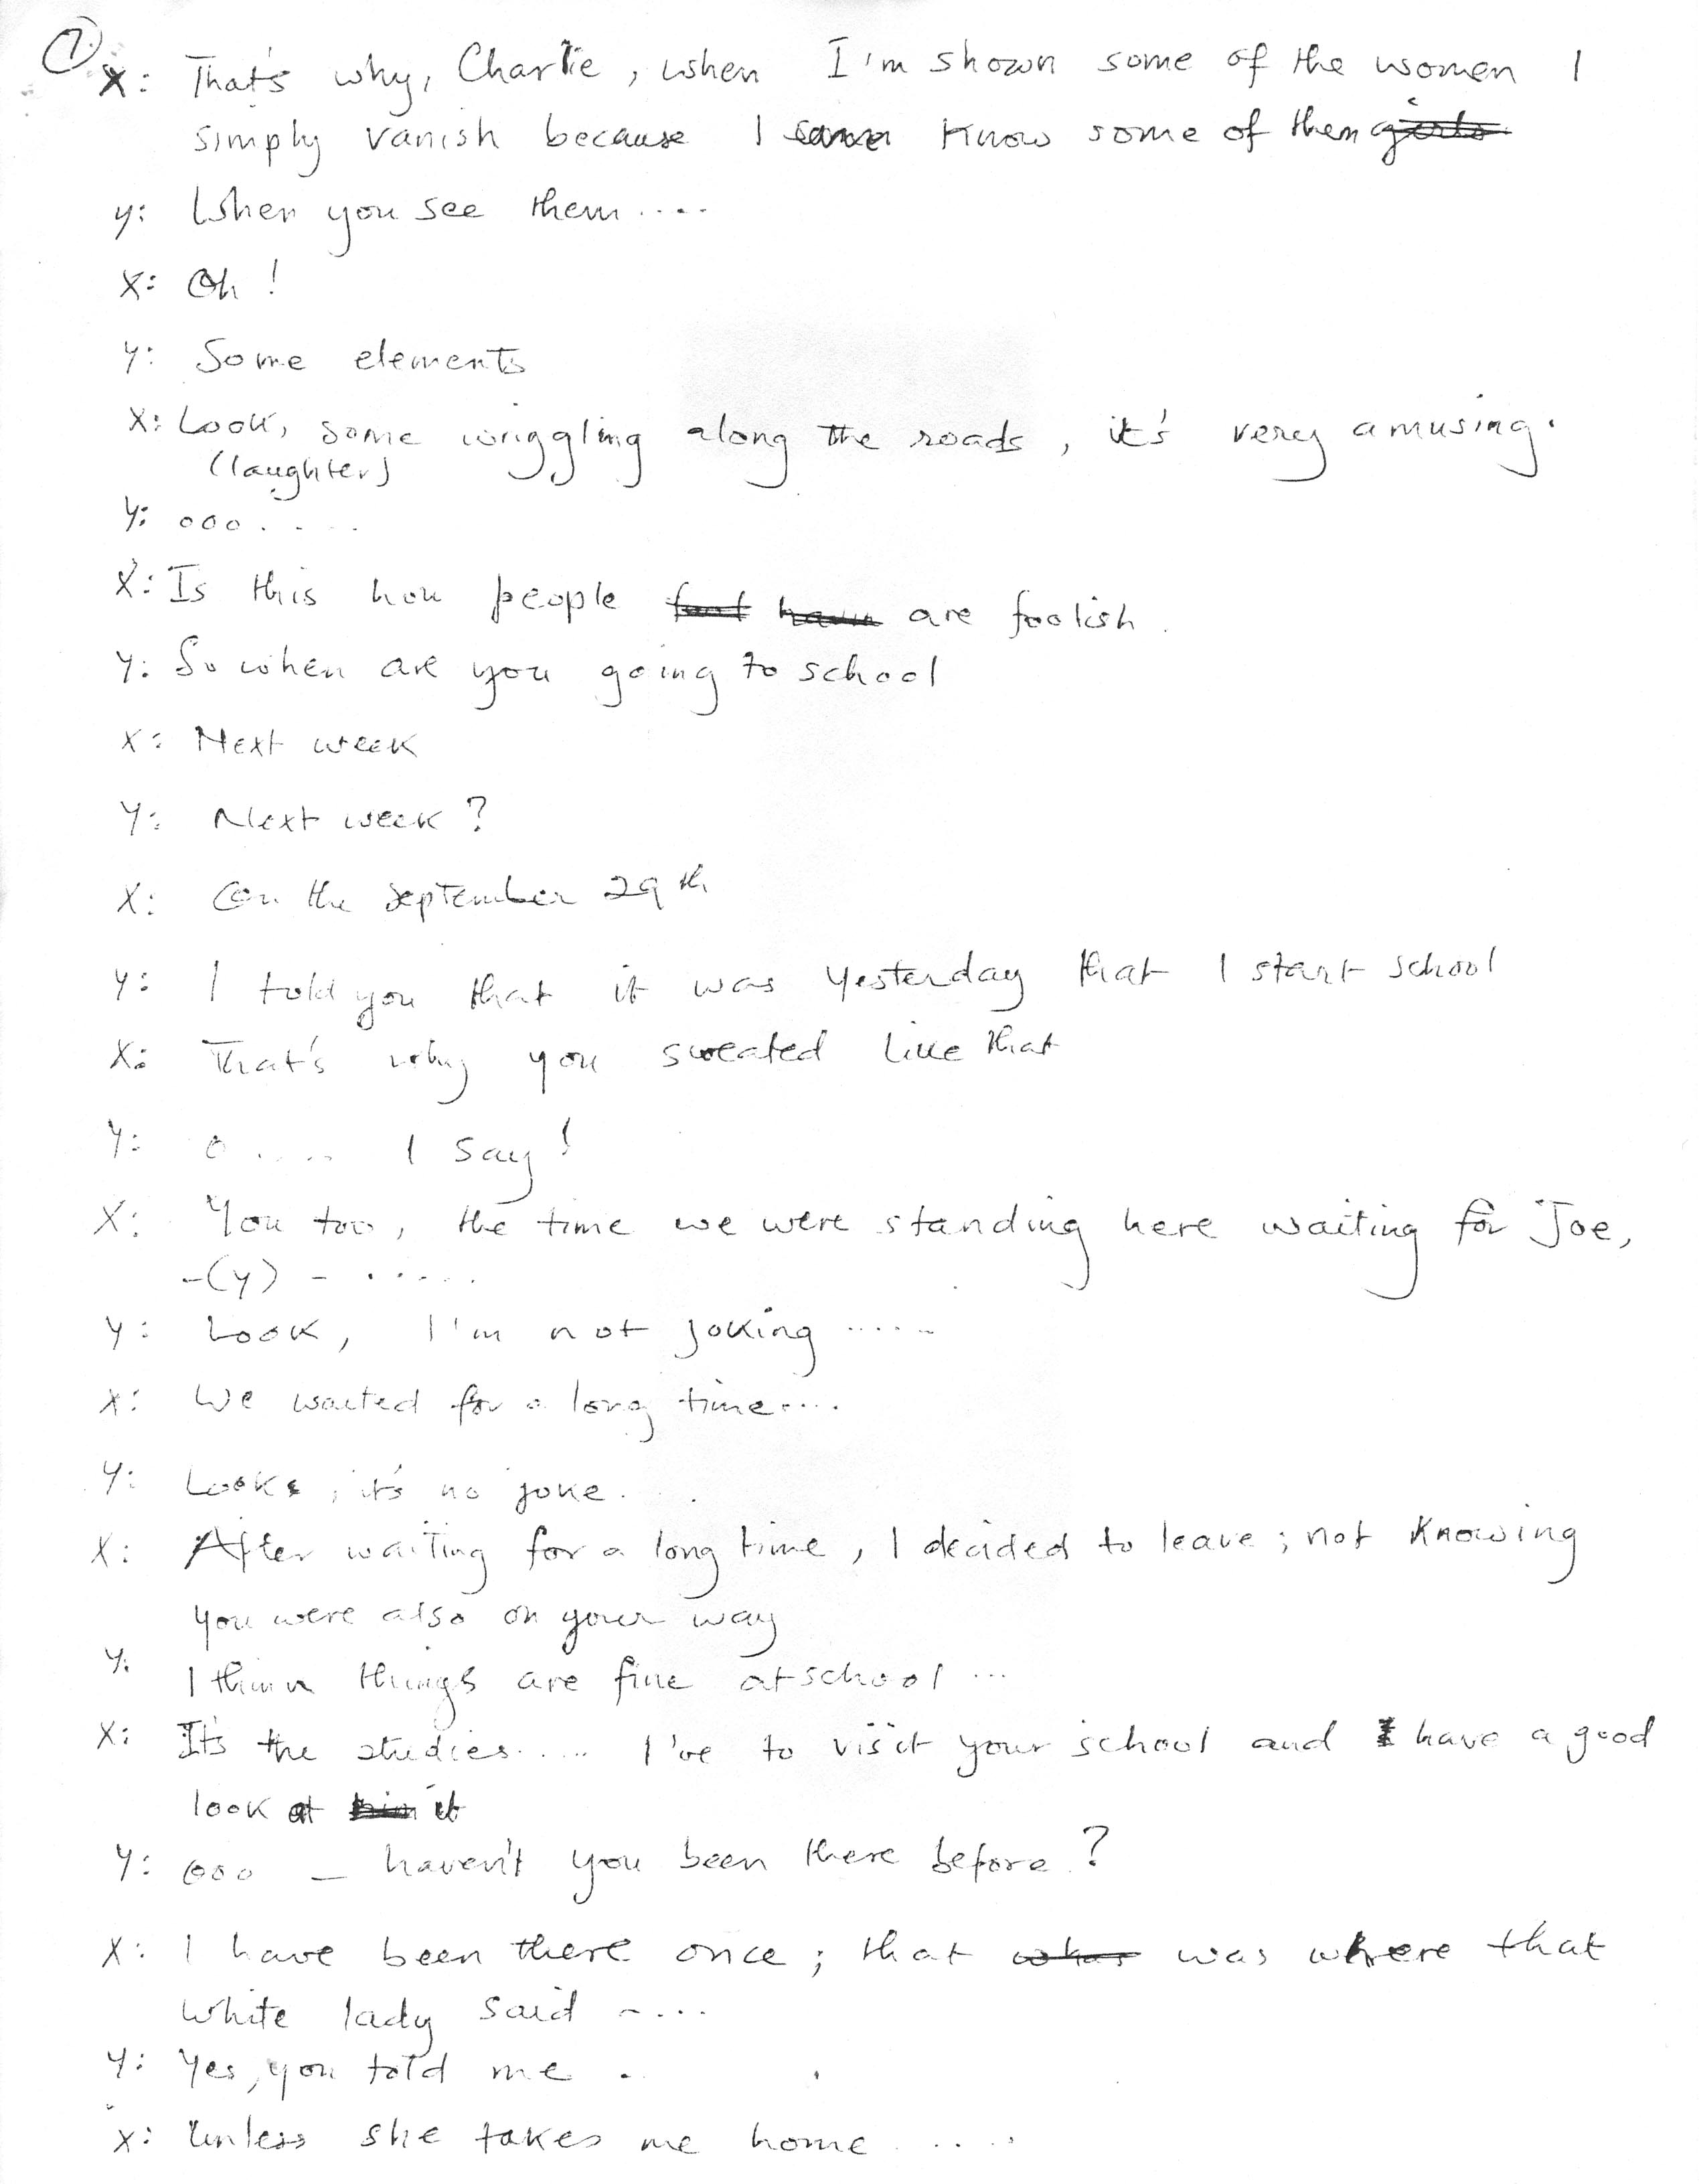 7.
X: That's why, Charlie, when I'm shown some of the women I
simply vanish because I know some of them
y: When you see them....
X: Oh!
Y: Some elements
X: Look, some wriggling along the roads, it's very amusing.
(laughter)
Y: ooo.....
X: Is this how people are foolish.
Y: So when are you going to school
X: Next week
Y: Next week?
X: On the September 29th
Y: I told you that it was yesterday that I start school
X: That's why you sweated like that
Y: O..... I say!
X: You too, the time we were standing here waiting for Joe,
-(y) - ......
y: Look, I'm not joking .....
X: We waited for a long time....
Y: Look, it's no joke.
X: After waiting for a long time, I decided to leave; not knowing
you were also on your way
Y: I think things are fine at school ...
X: It's the studies..... I've to visit your school and have a good
look at it
Y: ooo — haven't you been there before?
X: I have been there once; that was where that
white lady said ....
Y: Yes, you told me.
X: Unless she takes me home .....